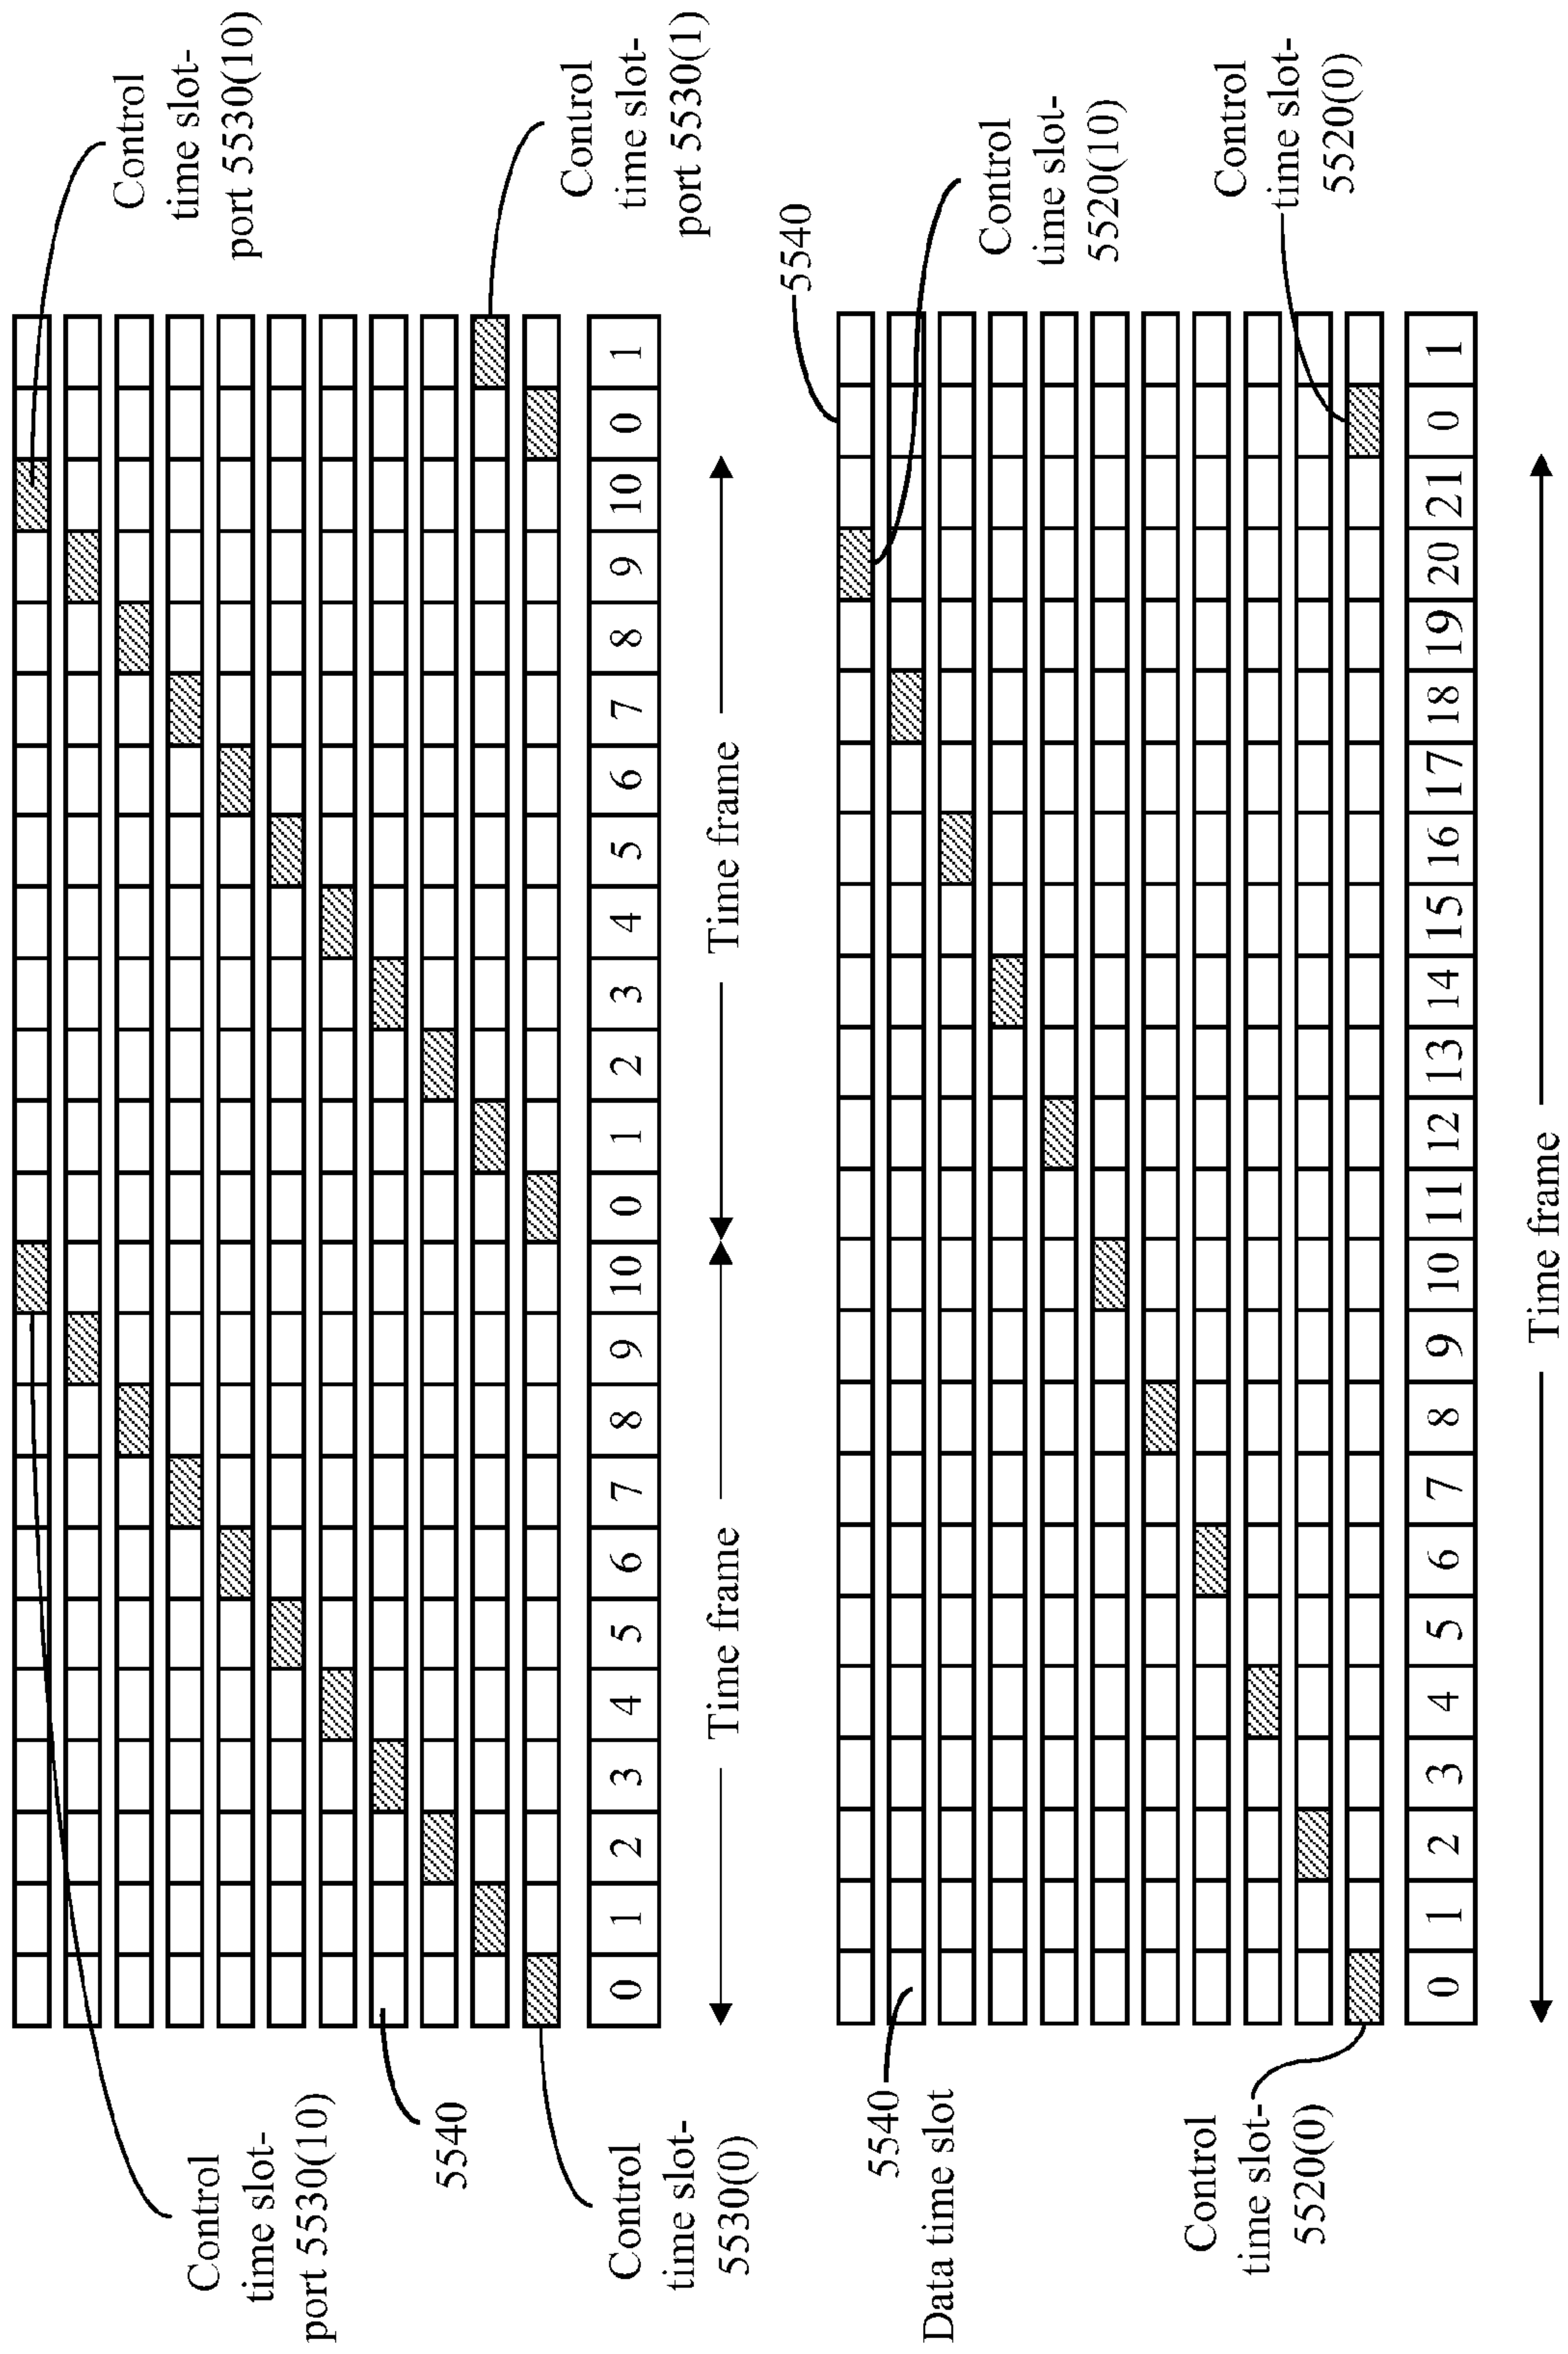 Control
time slot-
port 5530(10)
Control
time slot-
port 5530(10)
5540
Control
time slot-
port 5530(1)
Control
time slot-
5530(0)
0 1 2 3 4 5 6 7 8 9 10 0 1 2 3 4 5 6 7 8 9 10 0 1
Time frame
Time frame
5540
5540
Data time slot
Control
time slot-
5520(10)
Control
time slot-
5520(0)
Control
time slot-
5520(0)
0 1 2 3 4 5 6 7 8 9 10 11 12 13 14 15 16 17 18 19 20 21 0 1
Time frame